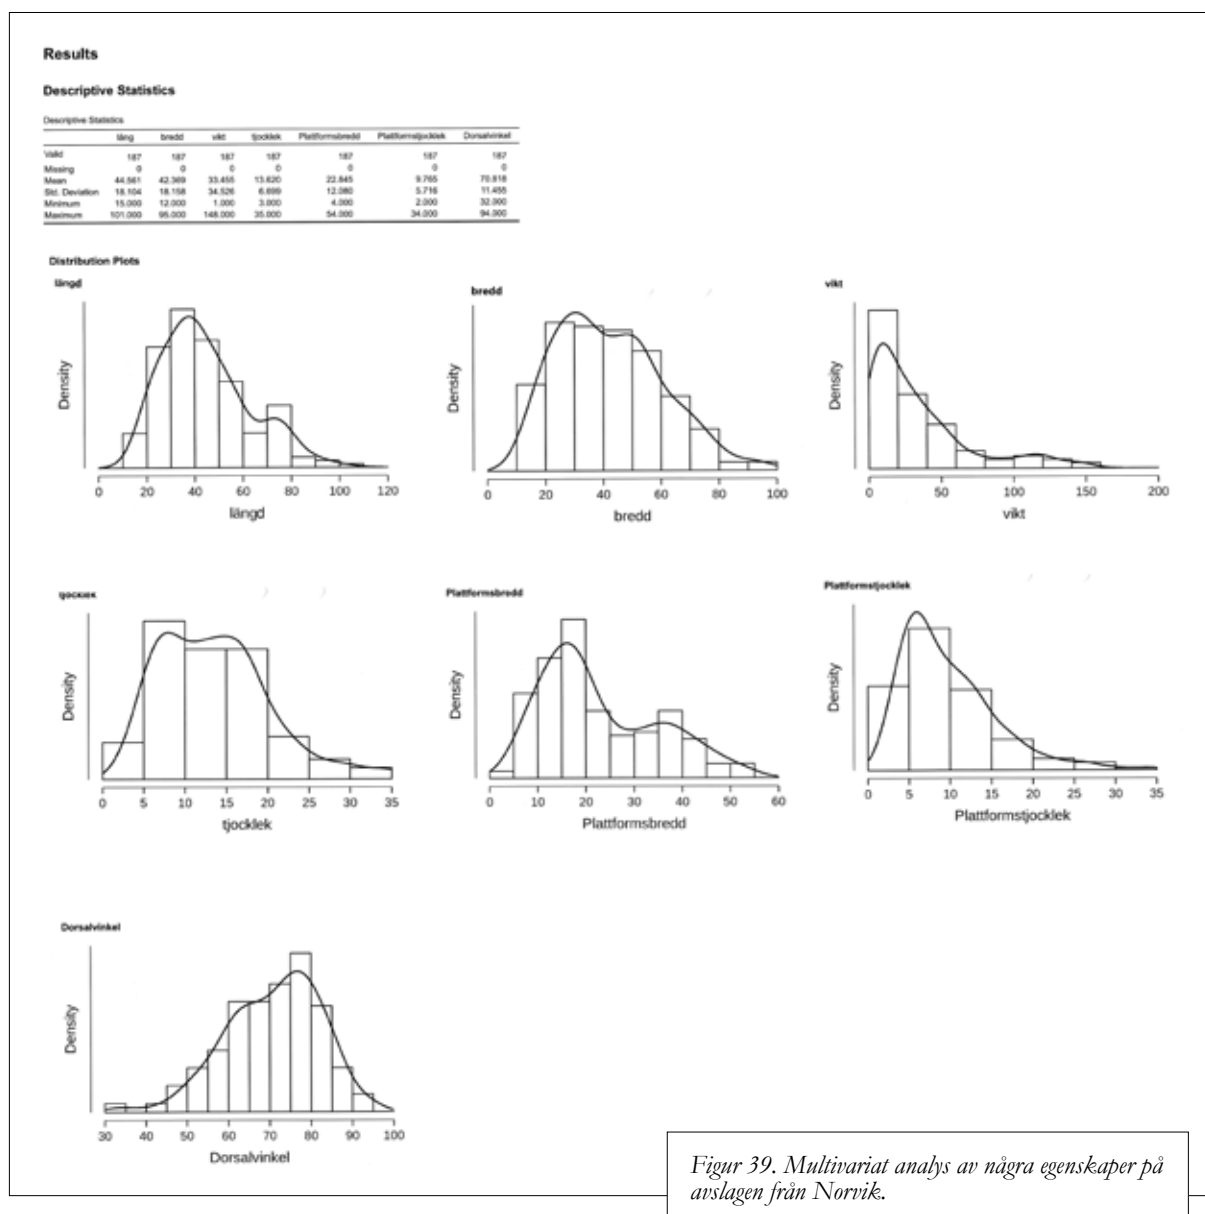 Results
Descriptive Statistics
Descriptive Statistics
läng bredd vikt tjocklek Plattformsbredd Plattformstjocklek Dorsalvinkel
Valid 187 187 187 187 187 187 187
Missing 0 0 0 0 0 0 0
Mean 44.561 42.369 33.455 13.620 22.845 9.765 70.818
Std. Deviation 18.104 18.158 34.526 6.699 12.080 5.716 11.455
Minimum 15.000 12.000 1.000 3.000 4.000 2.000 32.000
Maximum 101.000 95.000 148.000 35.000 54.000 34.000 94.000
Distribution Plots
längd
Density
0 20 40 60 80 100 120
längd
bredd
Density
0 20 40 60 80 100
bredd
vikt
Density
0 50 100 150 200
vikt
tjocklek
Density
0 5 10 15 20 25 30 35
tjocklek
Plattformsbredd
Density
0 10 20 30 40 50 60
Plattformsbredd
Plattformstjocklek
Density
0 5 10 15 20 25 30 35
Plattformstjocklek
Dorsalvinkel
Density
30 40 50 60 70 80 90 100
Dorsalvinkel
Figur 39. Multivariat analys av några egenskaper på
avslagen från Norvik.